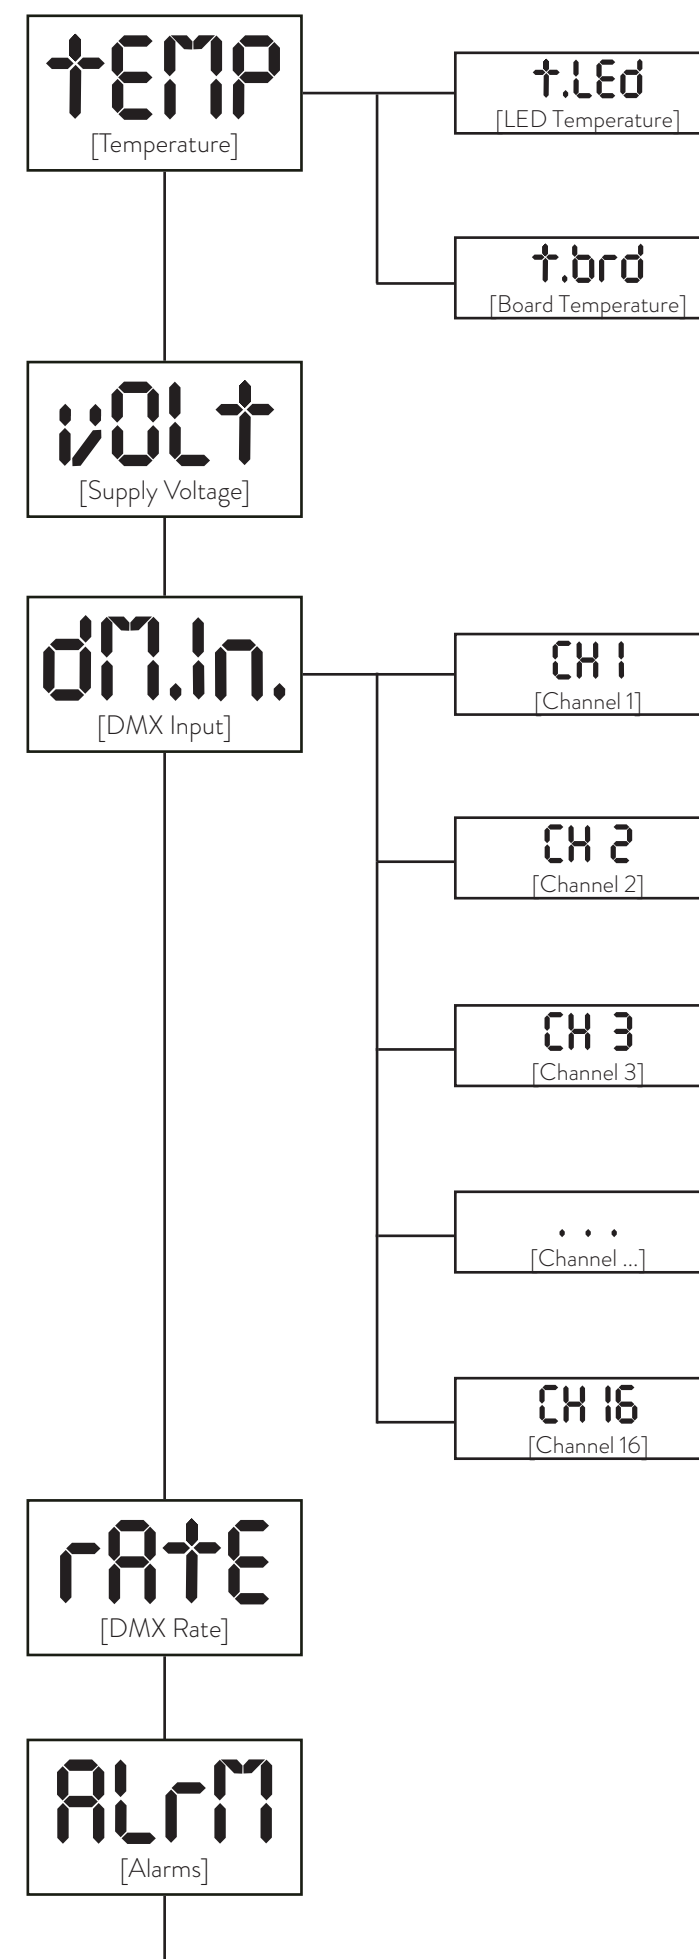 tEMP
[Temperature]
t.LEd
[LED Temperature]
t.brd
[Board Temperature]
vOLt
[Supply Voltage]
dM.In.
[DMX Input]
CH 1
[Channel 1]
CH 2
[Channel 2]
CH 3
[Channel 3]
. . .
[Channel ...]
CH 16
[Channel 16]
rAtE
[DMX Rate]
ALrM
[Alarms]